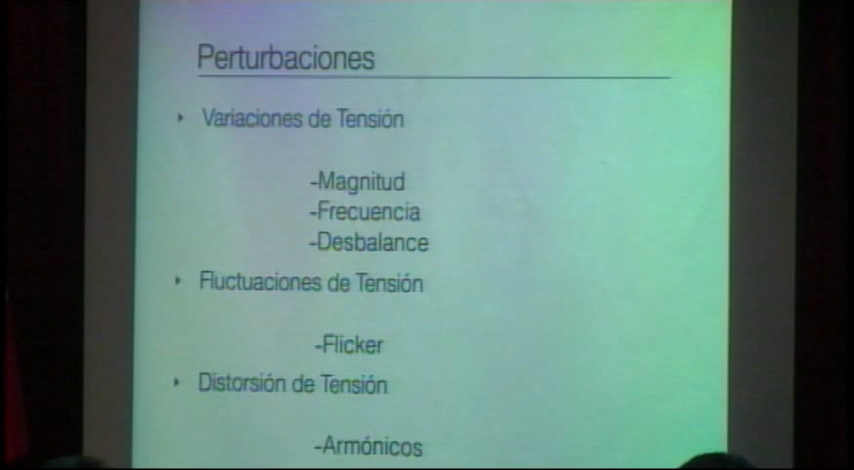 Perturbaciones
‣ Variaciones de Tensión
-Magnitud
-Frecuencia
-Desbalance
‣ Fluctuaciones de Tensión
-Flicker
‣ Distorsión de Tensión
-Armónicos